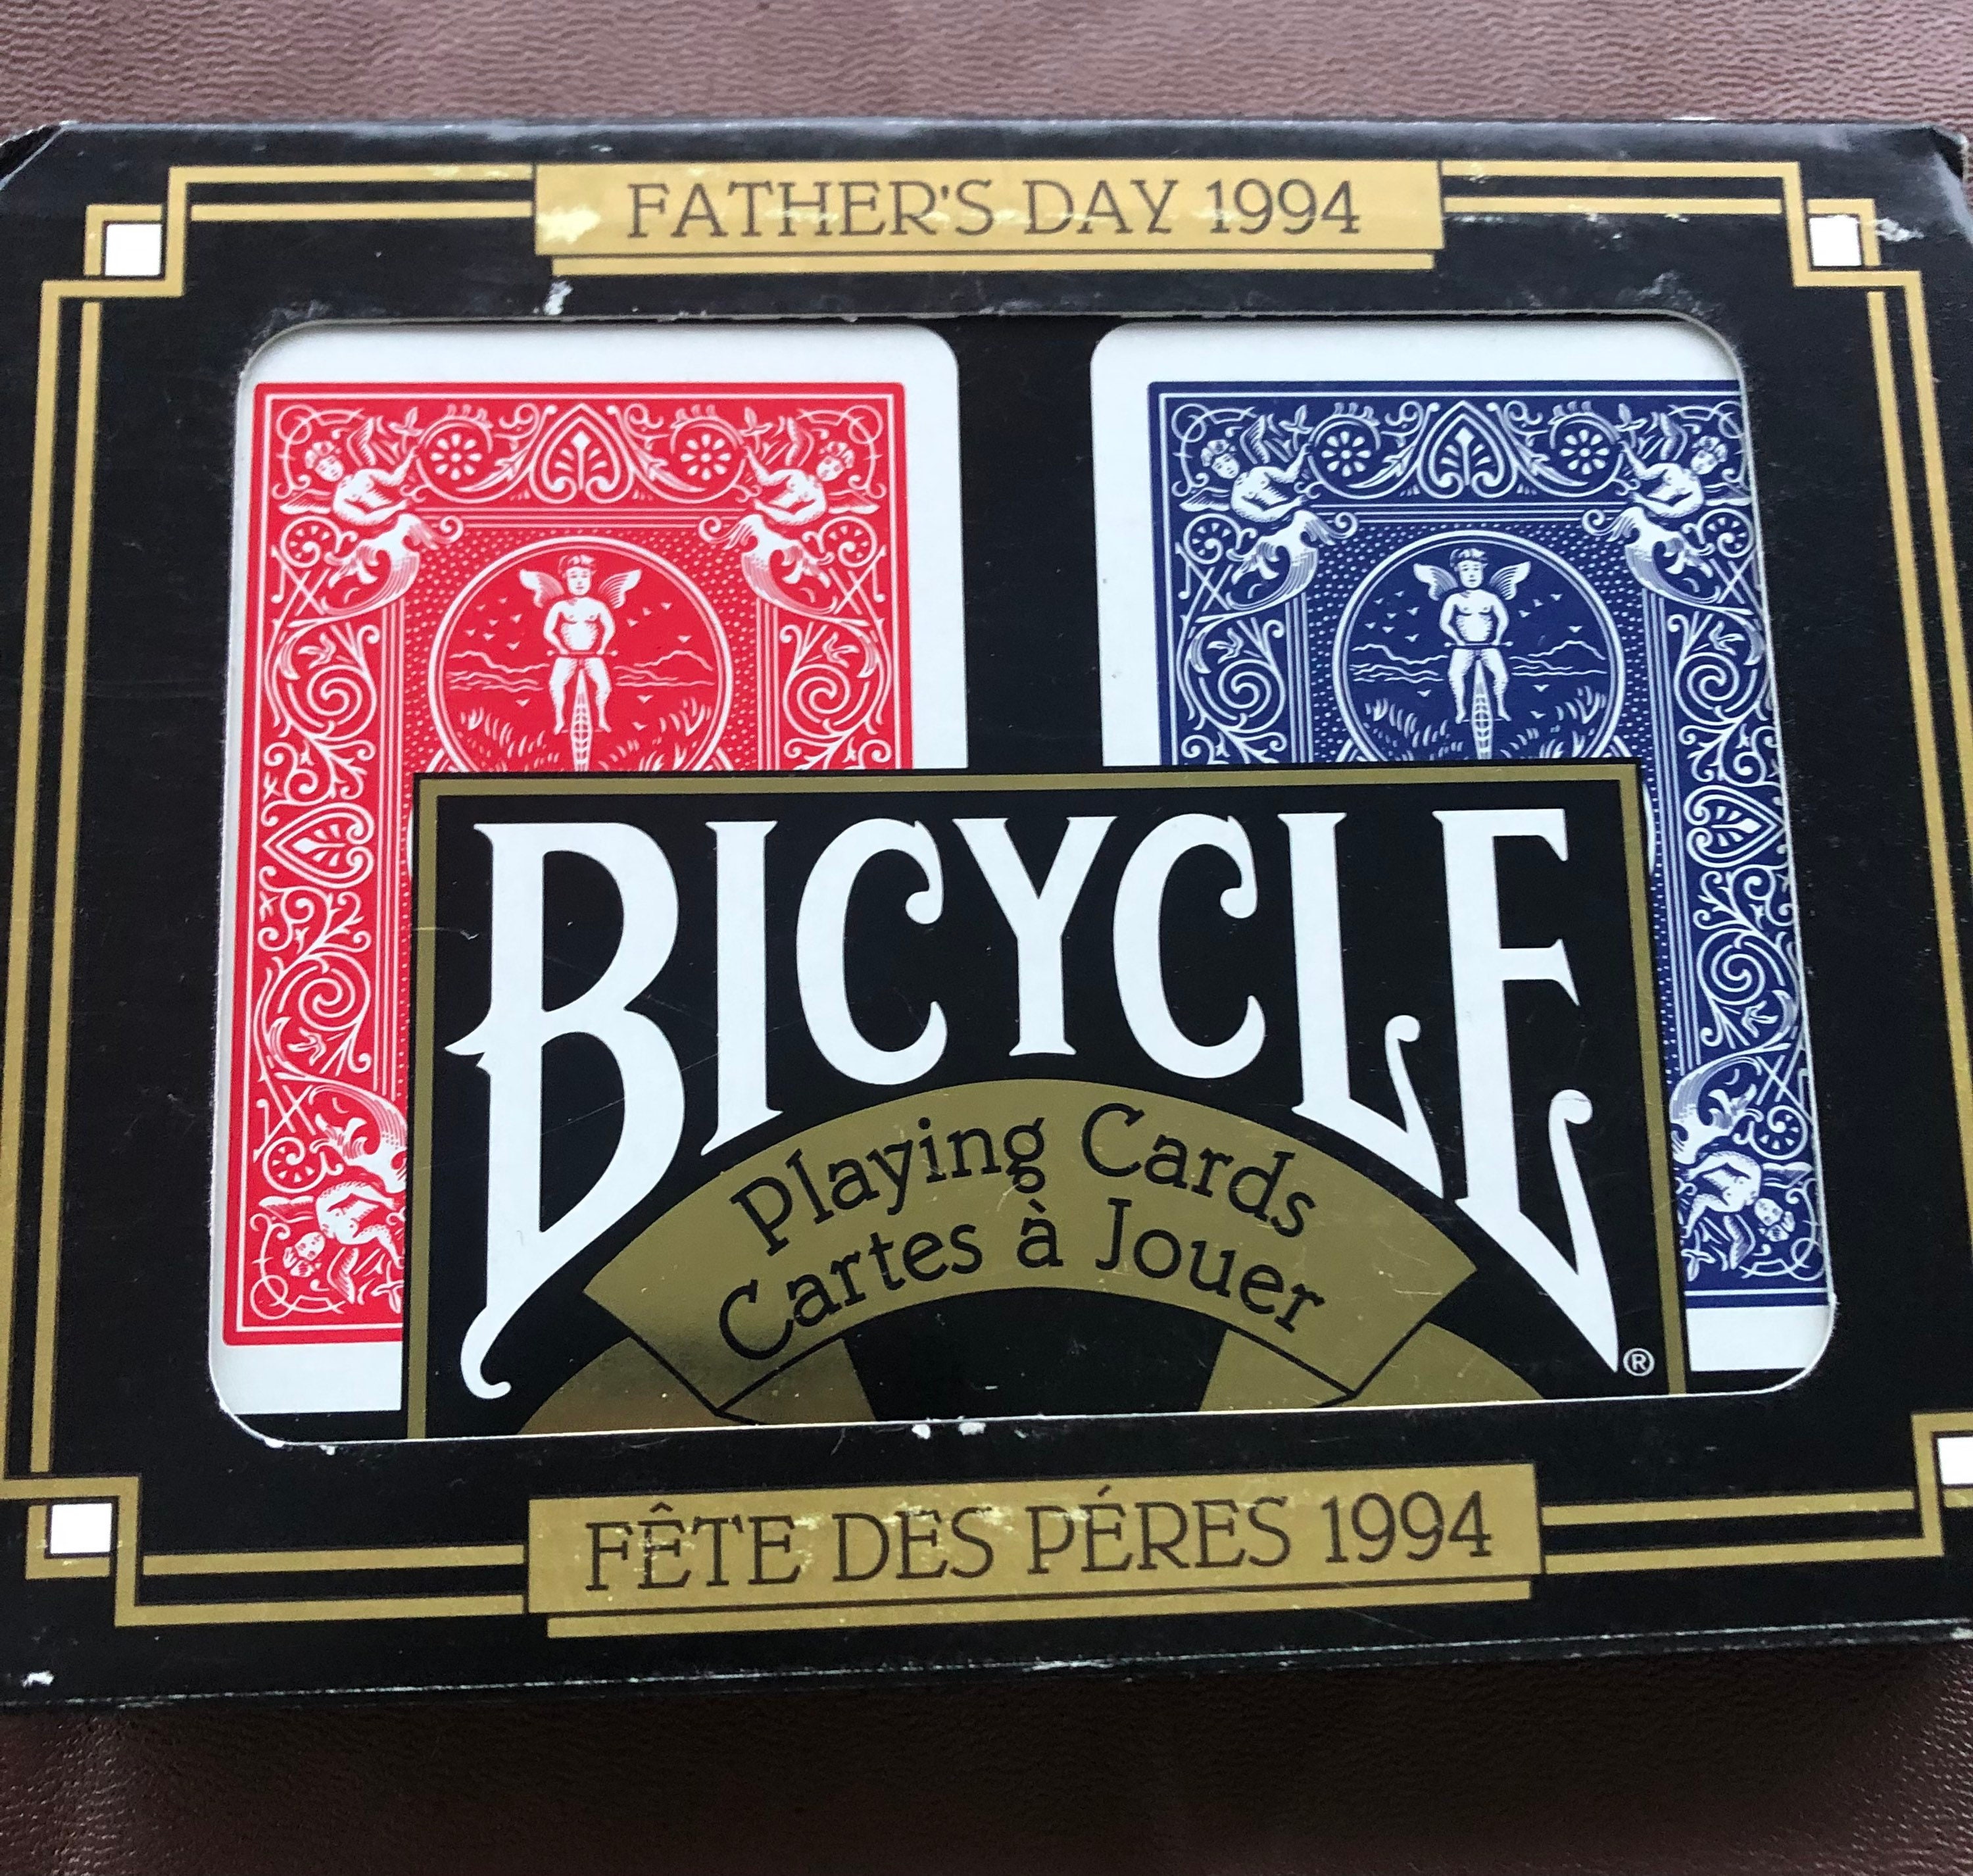 FATHER'S DAY 1994
BICYCLE
Playing Cards
Cartes à Jouer
®
FÊTE DES PÉRES 1994